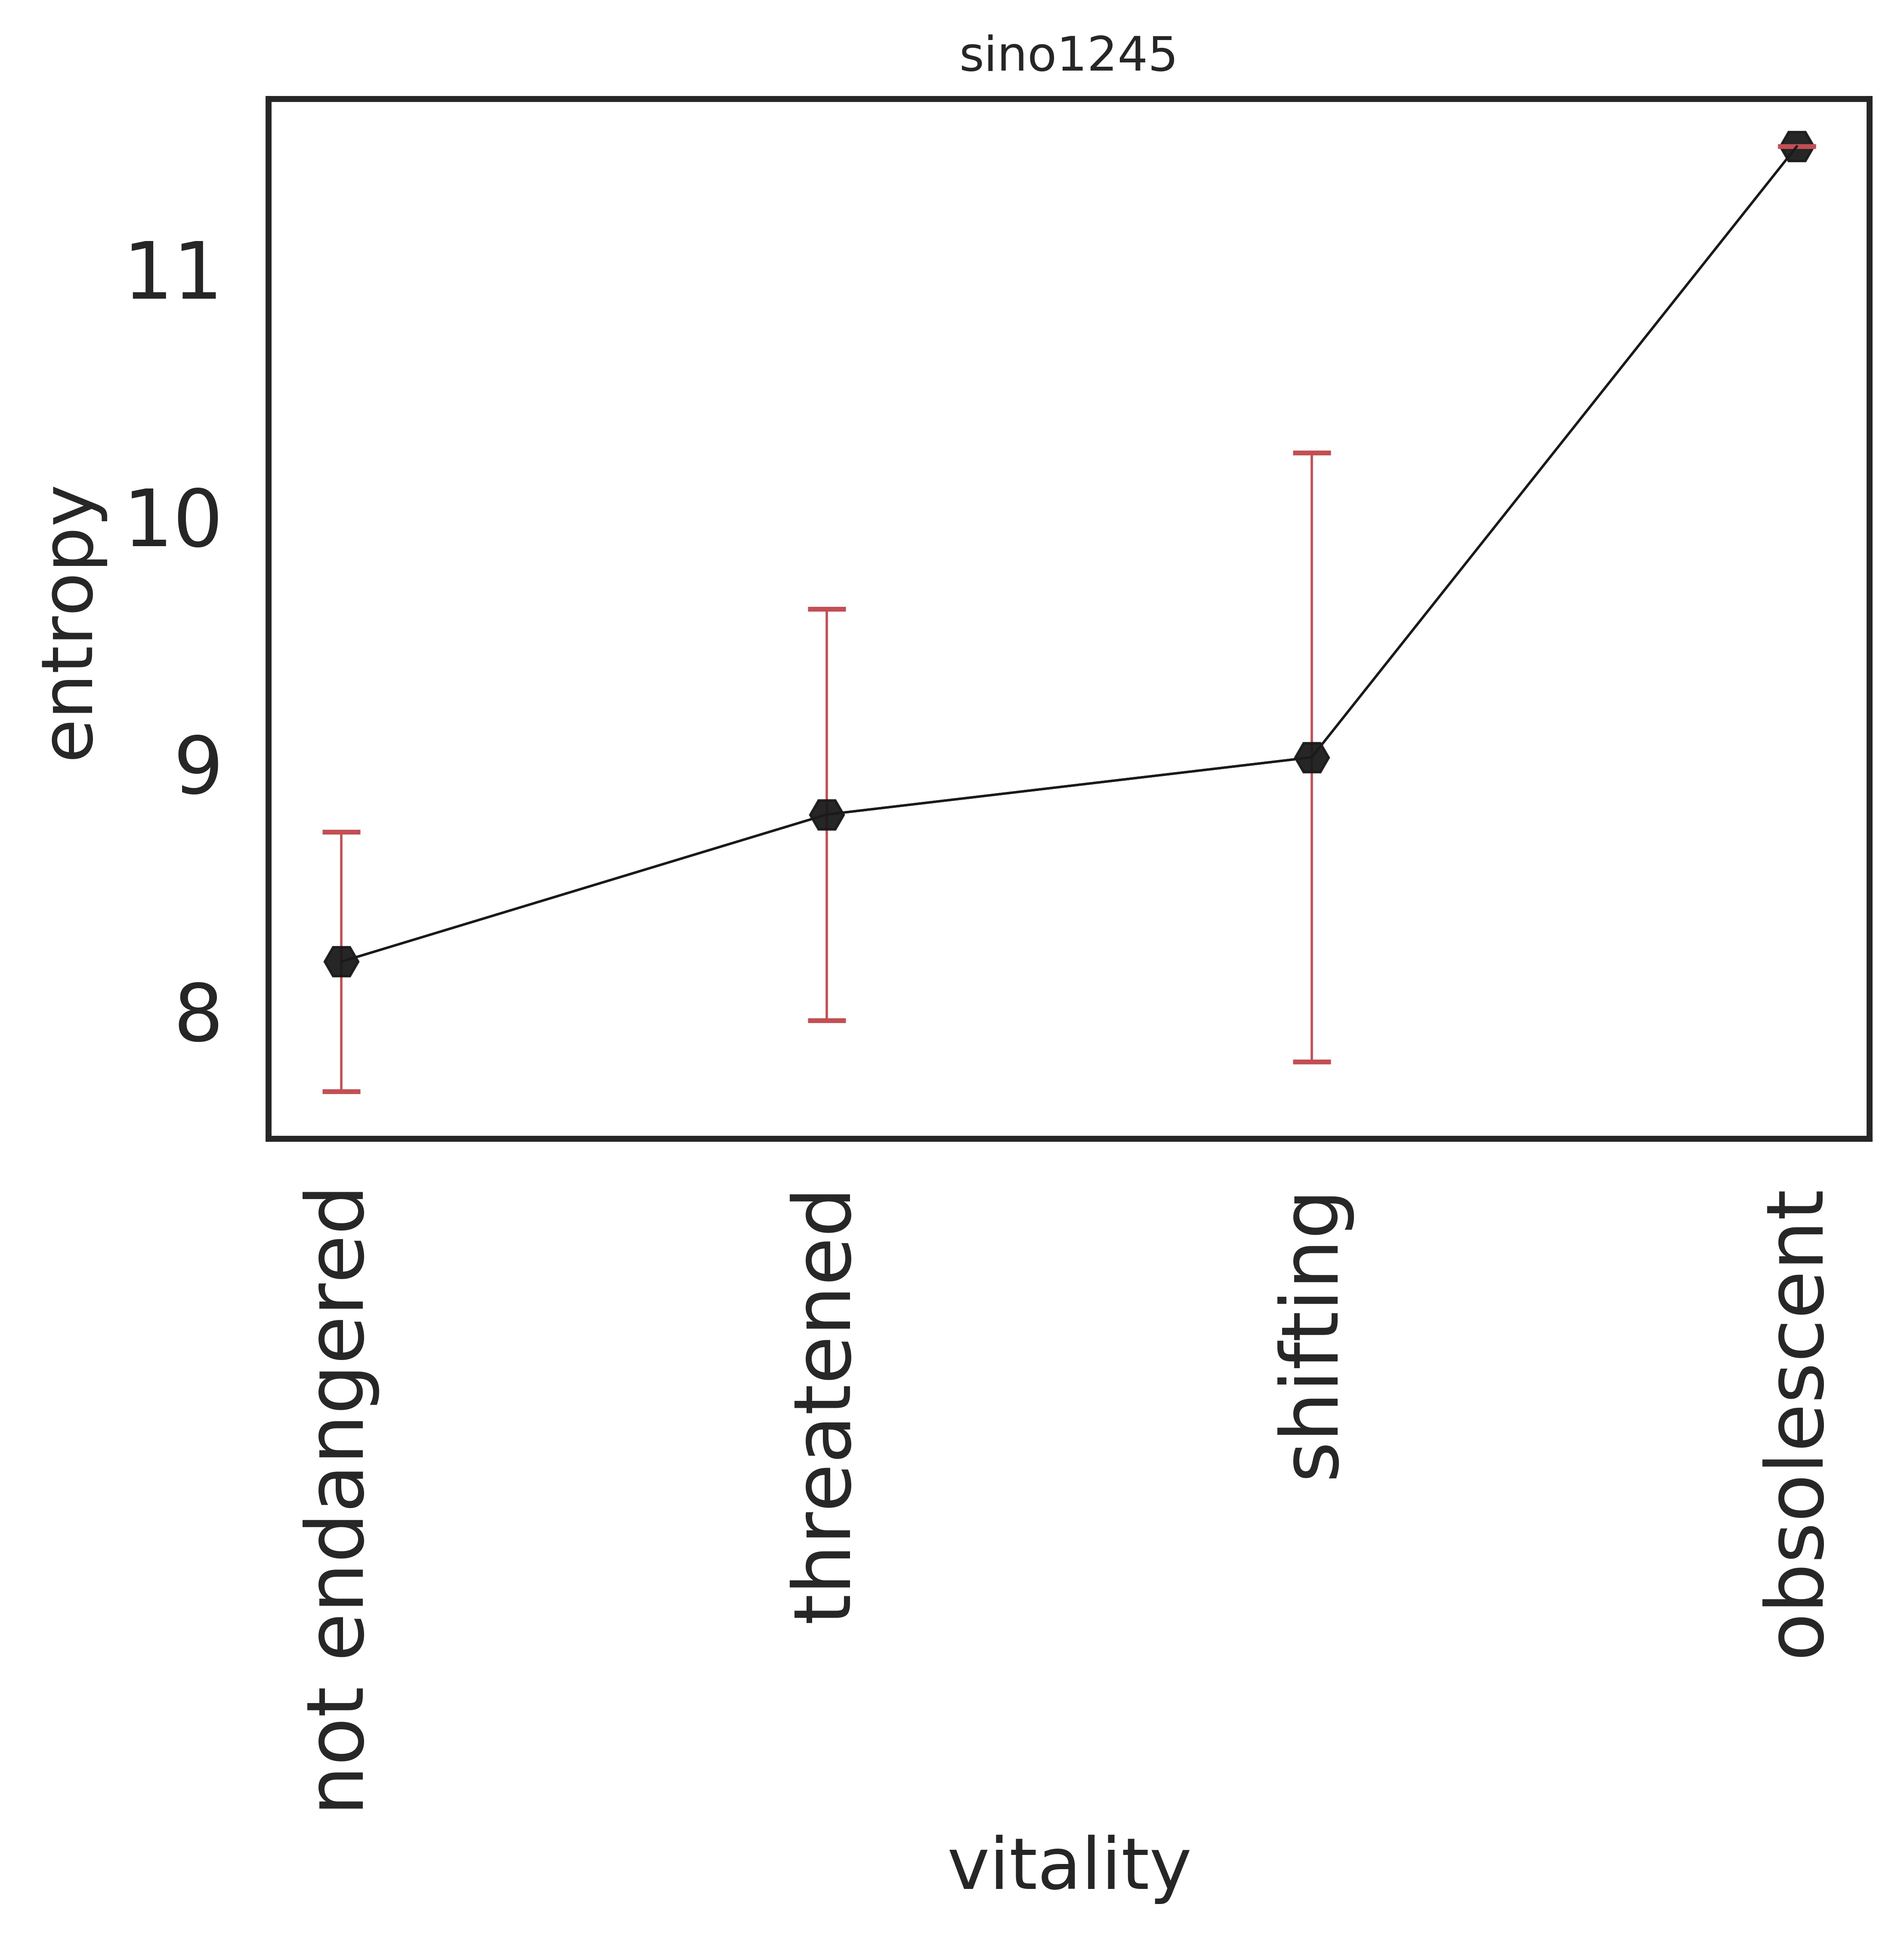 sino1245
entropy
11
10
9
8
not endangered
threatened
shifting
obsolescent
vitality